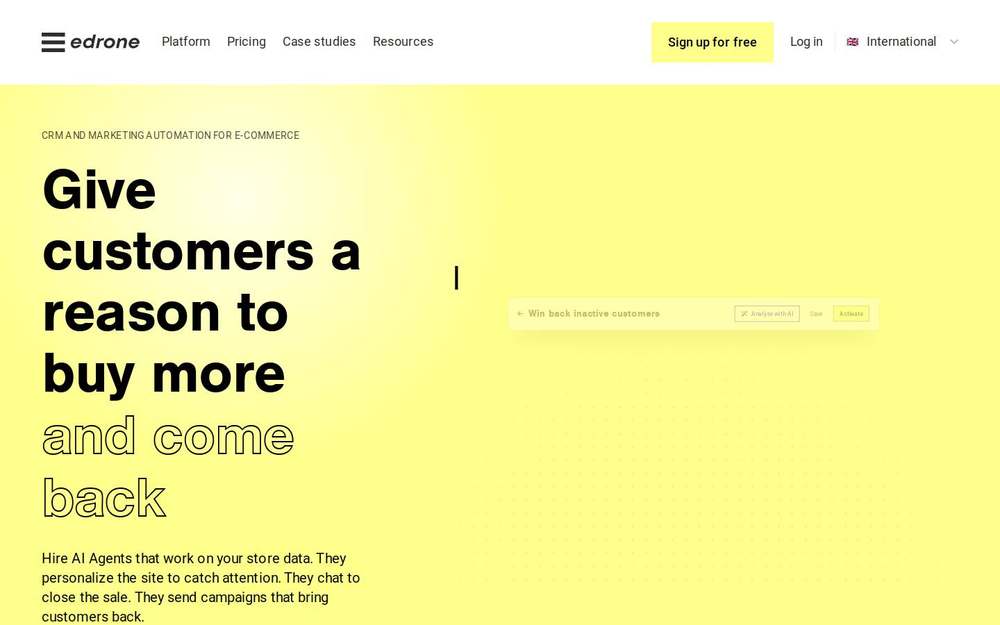 edrone Platform Pricing Case studies Resources Sign up for free Log in International
CRM AND MARKETING AUTOMATION FOR E-COMMERCE
Give
customers a
reason to
buy more
and come
back
← Win back inactive customers Analyze with AI Save Activate
Hire AI Agents that work on your store data. They
personalize the site to catch attention. They chat to
close the sale. They send campaigns that bring
customers back.